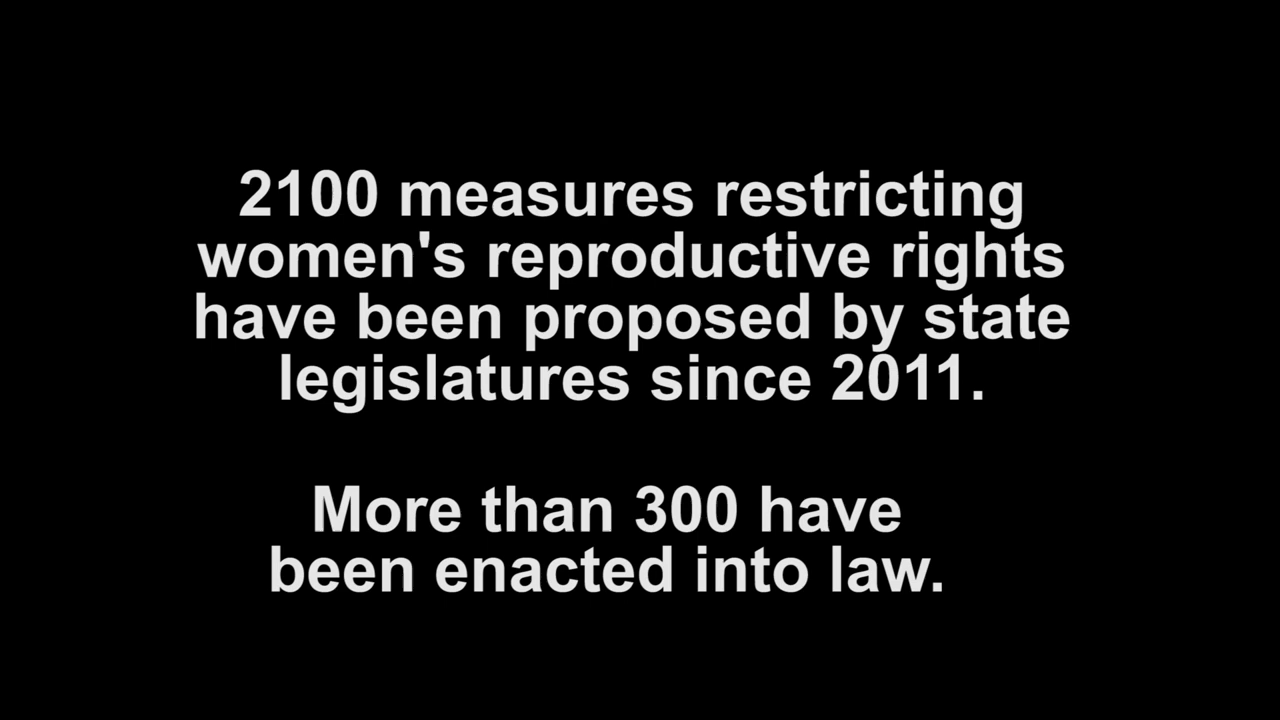 2100 measures restricting
women's reproductive rights
have been proposed by state
legislatures since 2011.
More than 300 have
been enacted into law.